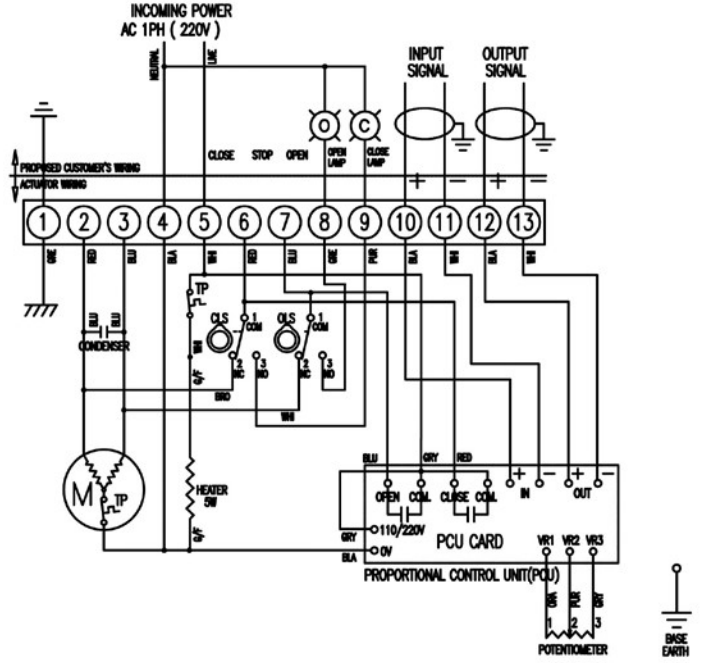 INCOMING POWER
AC 1PH ( 220V )
NEUTRAL
LIVE
INPUT
SIGNAL
OUTPUT
SIGNAL
O
C
CLOSE STOP OPEN
OPEN
LAMP
CLOSE
LAMP
PROPOSED CUSTOMER'S WIRING
ACTUATOR WIRING
+ − + −
1 2 3 4 5 6 7 8 9 10 11 12 13
GRE RED BLU BLA WHI RED BLU GRE PUR BLA WHI BLA WHI
TP
CLS
1
COM
OLS
1
COM
BLU BLU
CONDENSER
WHI
2
NC
3
NO
2
NC
3
NO
G/F
BRO
WHI
M
TP
HEATER
5W
G/F
BLU GRY RED
+ − + −
OPEN COM. CLOSE COM. IN OUT
GRY
110/220V
PCU CARD
VR1 VR2 VR3
BLA
0V
PROPORTIONAL CONTROL UNIT(PCU)
ORA PUR GRY
1 2 3
POTENTIOMETER
BASE
EARTH